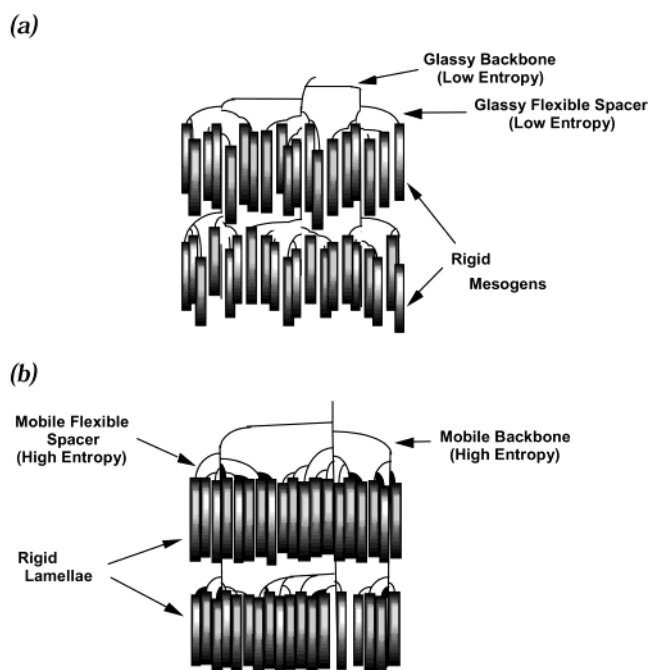 (a)
Glassy Backbone
(Low Entropy)
Glassy Flexible Spacer
(Low Entropy)
Rigid
Mesogens
(b)
Mobile Flexible
Spacer
(High Entropy)
Mobile Backbone
(High Entropy)
Rigid
Lamellae